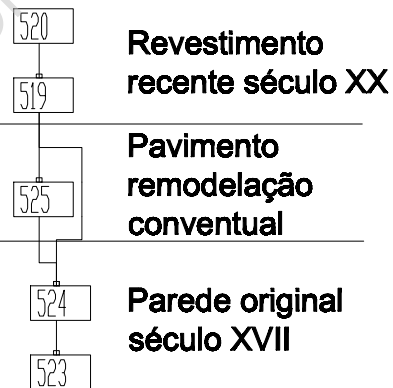 520
Revestimento
recente século XX
519
Pavimento
remodelação
conventual
525
Parede original
século XVII
524
523